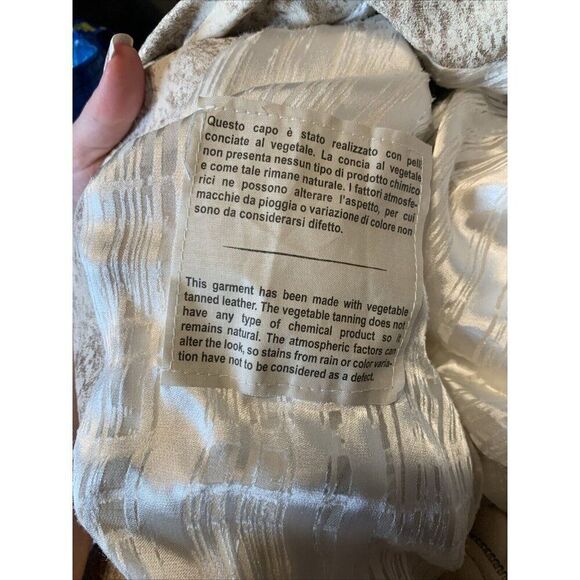 Questo capo è stato realizzato con pelli
conciate al vegetale. La concia al vegetale
non presenta nessun tipo di prodotto chimico
e come tale rimane naturale. I fattori atmosfe-
rici ne possono alterare l'aspetto, per cui
macchie da pioggia o variazione di colore non
sono da considerarsi difetto.
This garment has been made with vegetable
tanned leather. The vegetable tanning does not
have any type of chemical product so it
remains natural. The atmospheric factors can
alter the look, so stains from rain or color varia-
tion have not to be considered as a defect.